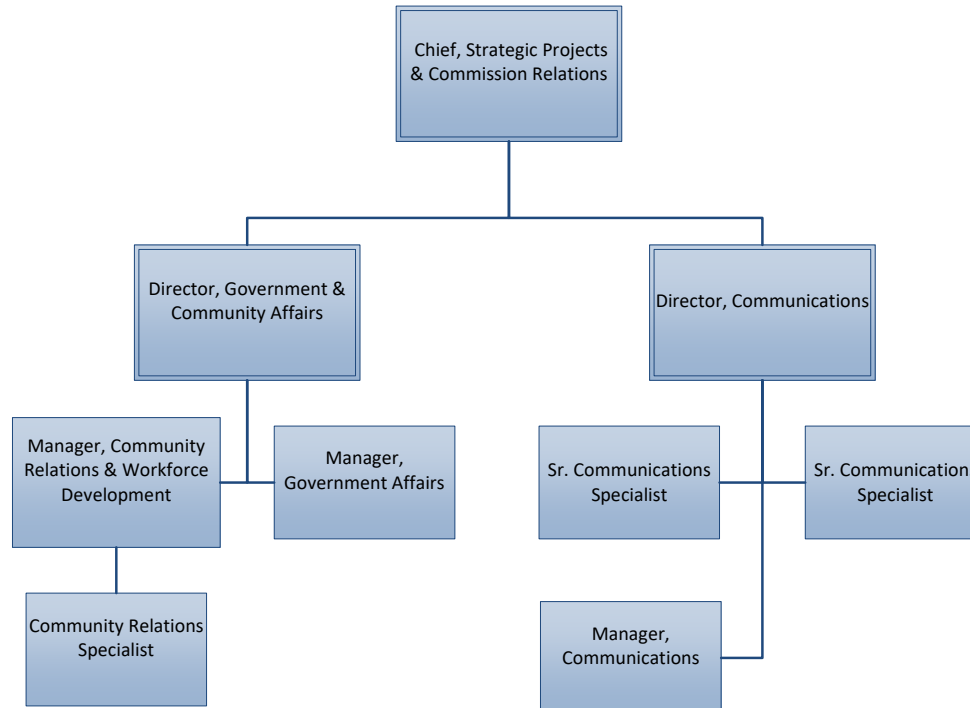 Chief, Strategic Projects
& Commission Relations
Director, Government &
Community Affairs
Director, Communications
Manager, Community
Relations & Workforce
Development
Manager,
Government Affairs
Sr. Communications
Specialist
Sr. Communication
Specialist
Community Relations
Specialist
Manager,
Communications